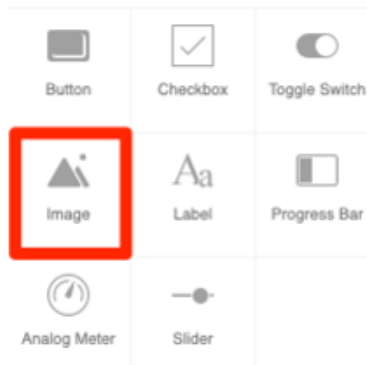 Button
Checkbox
Toggle Switch
Image
Aa
Label
Progress Bar
Analog Meter
Slider